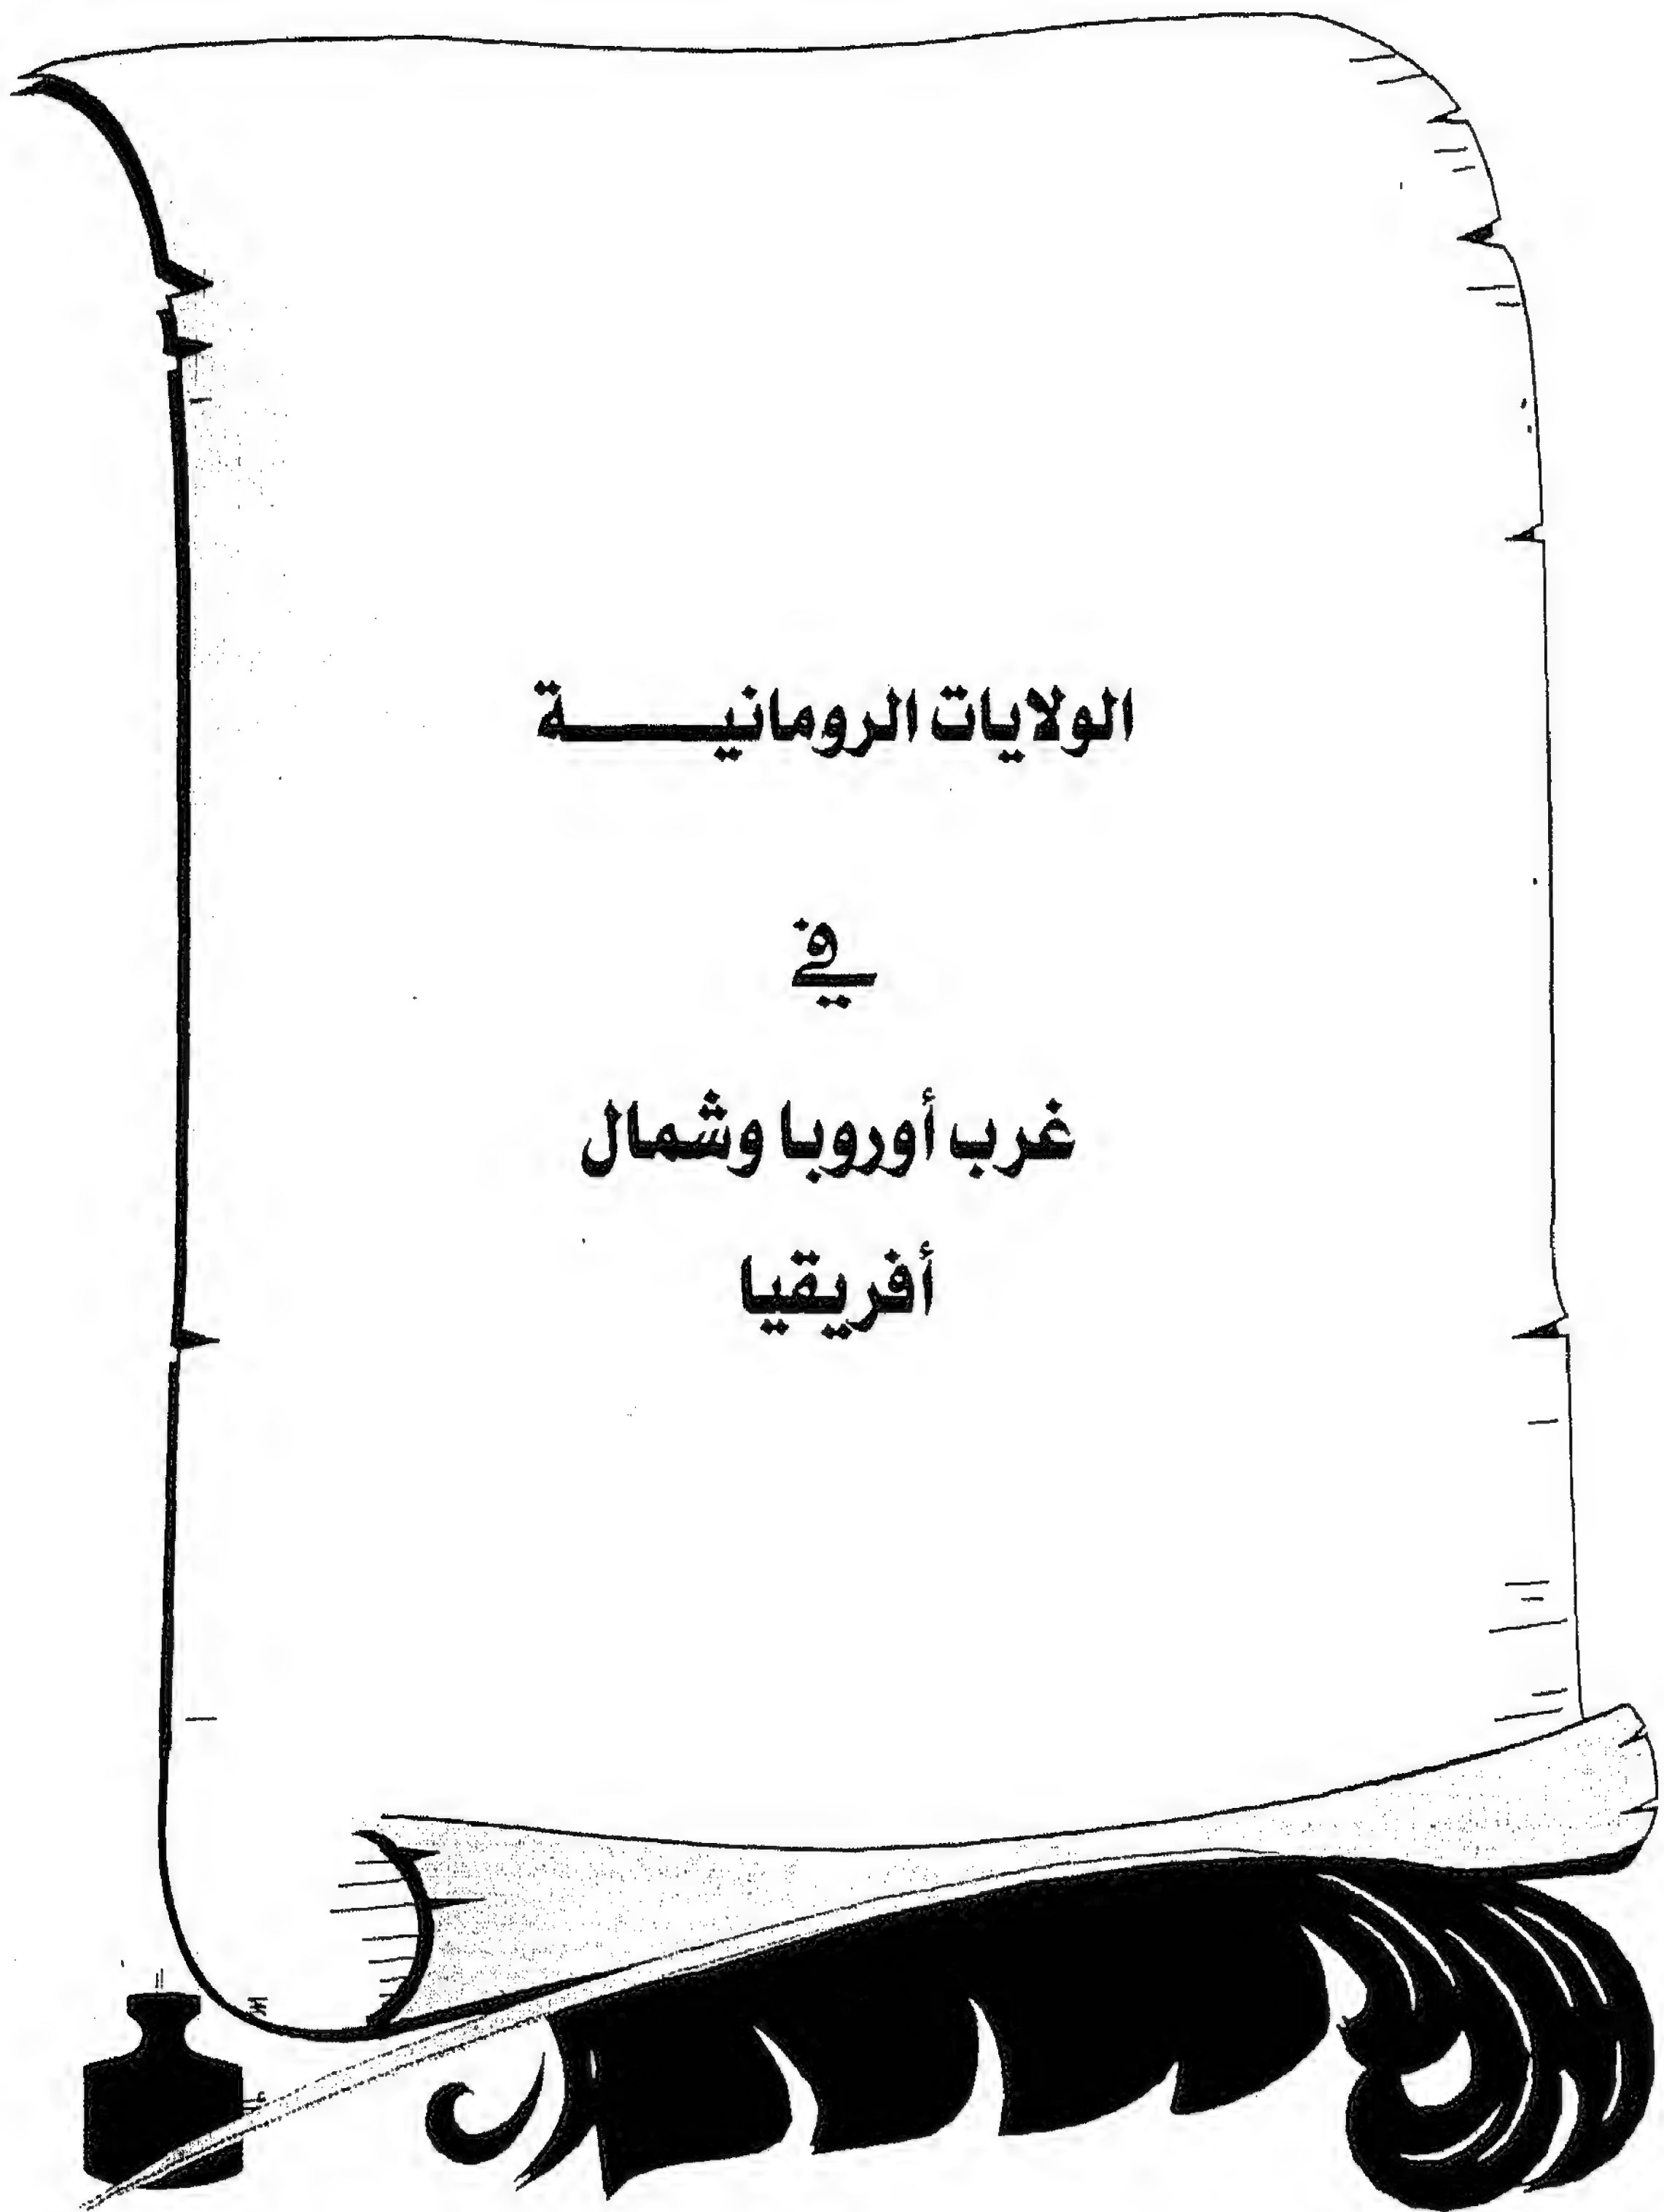 الولايات الرومانيـــــة
في
غرب أوروبا وشمال
أفريقيا